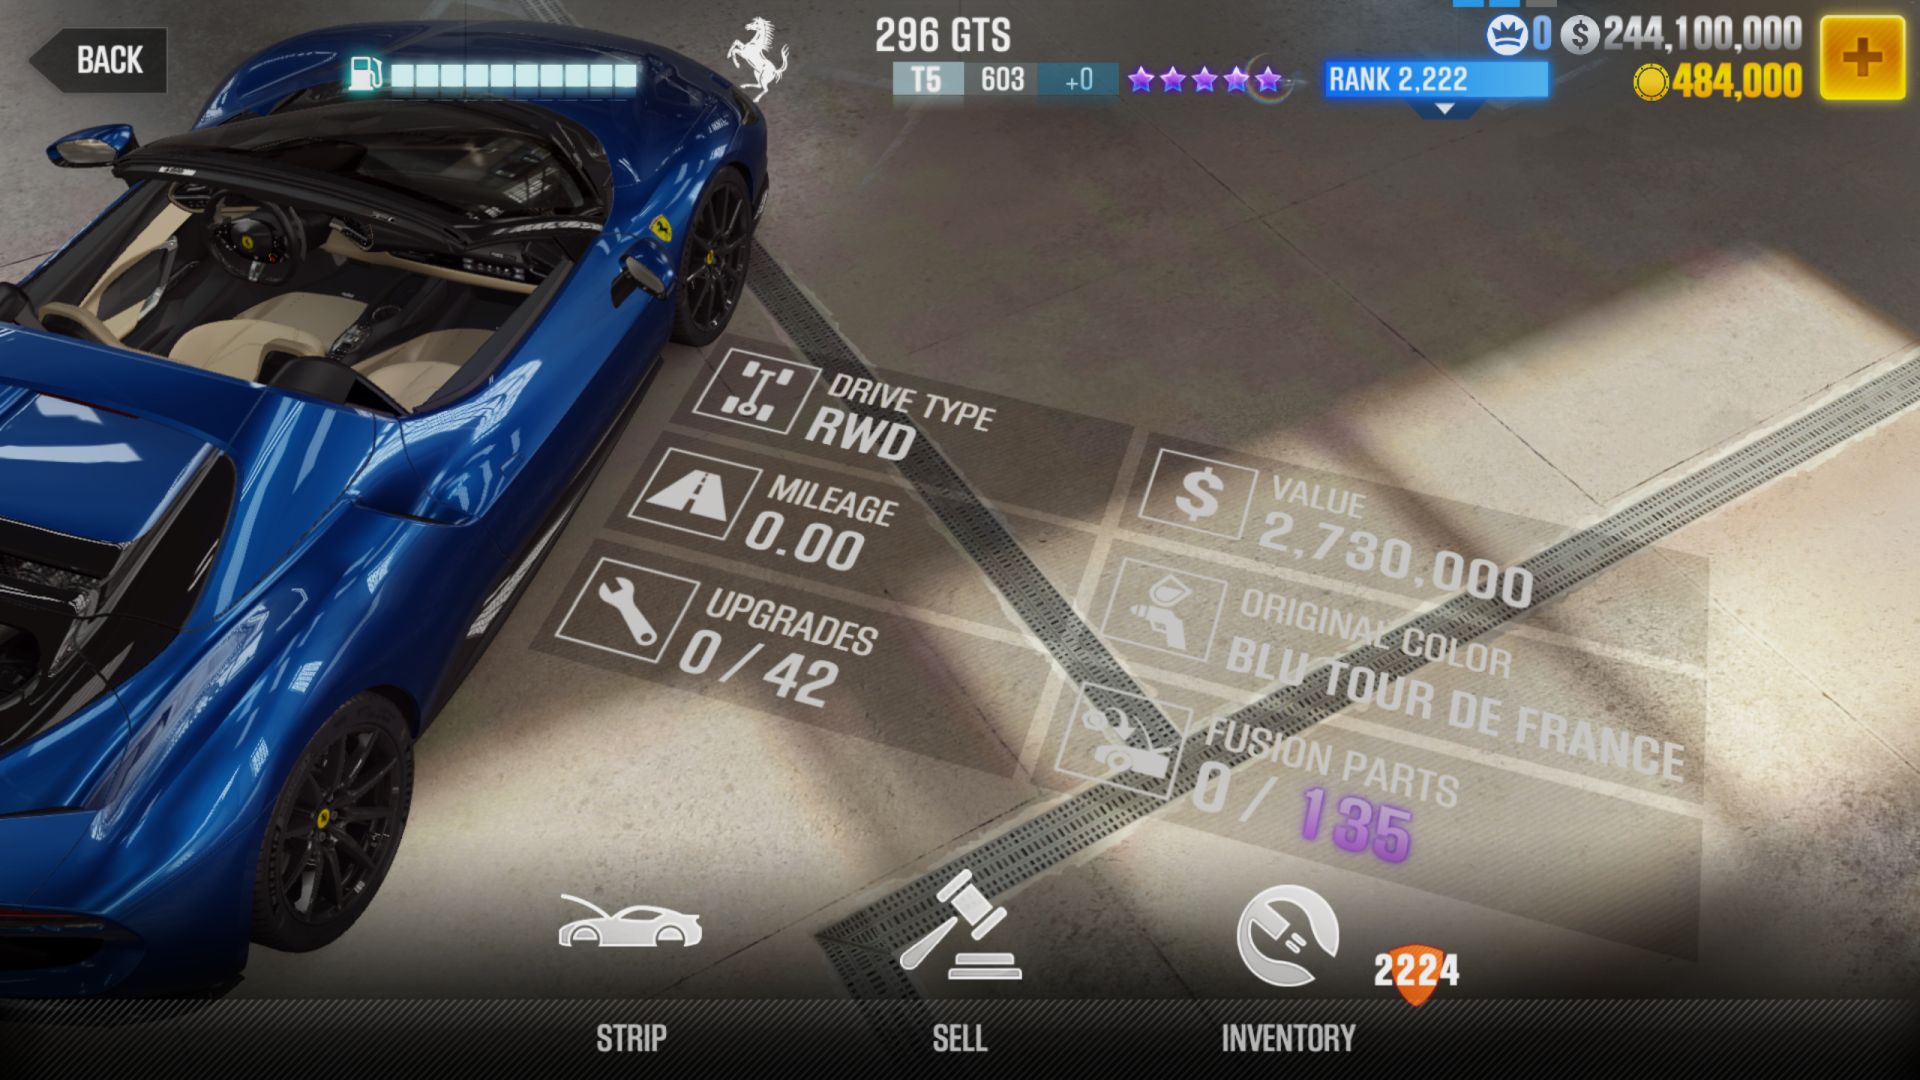 BACK
296 GTS
T5 603 +0
RANK 2,222
0
244,100,000
484,000
DRIVE TYPE
RWD
MILEAGE
0.00
UPGRADES
0 / 42
VALUE
2,730,000
ORIGINAL COLOR
BLU TOUR DE FRANCE
FUSION PARTS
0 / 135
2224
STRIP
SELL
INVENTORY